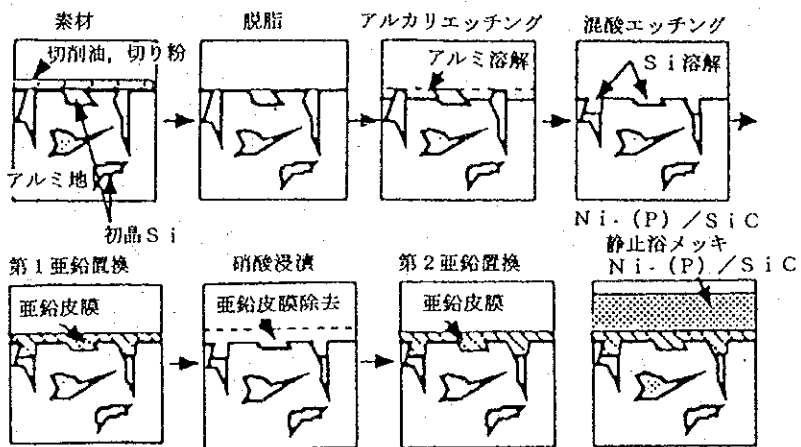 素材
脱脂
アルカリエッチング
混酸エッチング
切削油,切り粉
アルミ溶解
Si溶解
アルミ地
初晶Si
第1亜鉛置換
硝酸浸漬
第2亜鉛置換
Ni-(P)/SiC
静止浴メッキ
Ni-(P)/SiC
亜鉛皮膜
亜鉛皮膜除去
亜鉛皮膜